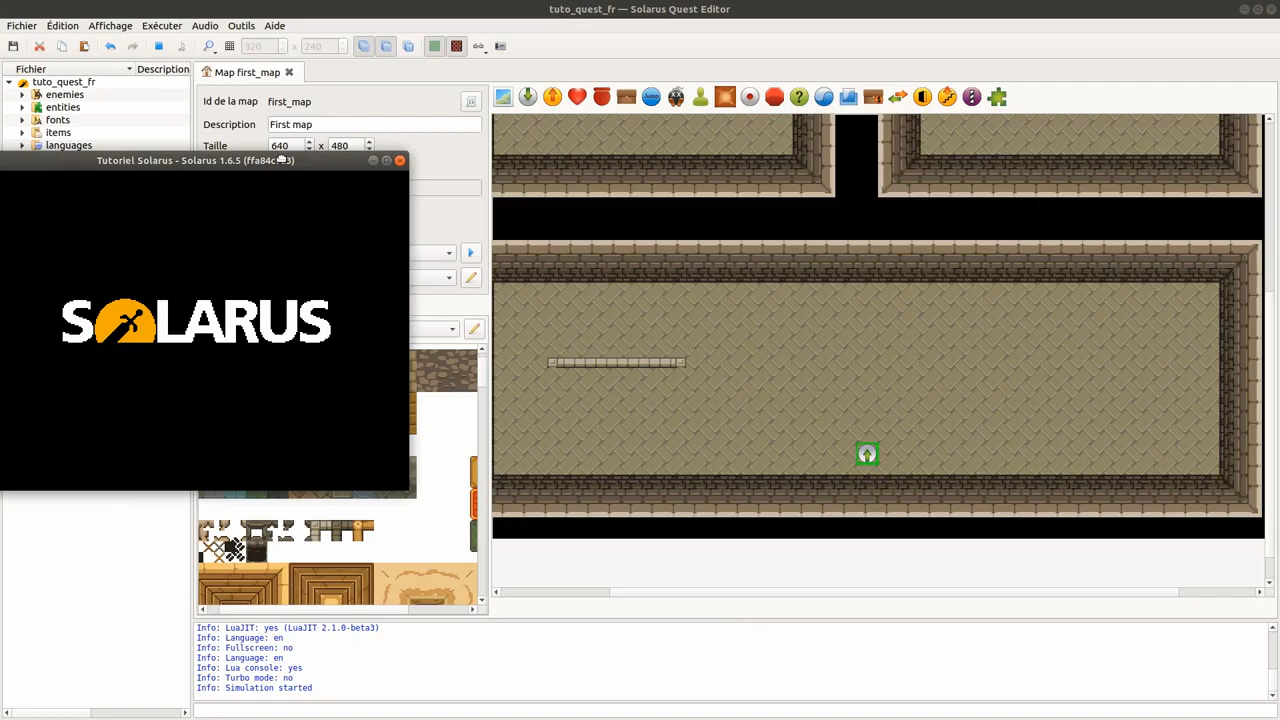 tuto_quest_fr — Solarus Quest Editor
Fichier Édition Affichage Exécuter Audio Outils Aide
320 x 240
Fichier Description
Map first_map
tuto_quest_fr
enemies
entities
fonts
items
languages
Id de la map first_map
Description First map
Taille 640 x 480
Jump
Tutoriel Solarus - Solarus 1.6.5
SOLARUS
Info: LuaJIT: yes (LuaJIT 2.1.0-beta3)
Info: Language: en
Info: Fullscreen: no
Info: Language: en
Info: Lua console: yes
Info: Turbo mode: no
Info: Simulation started